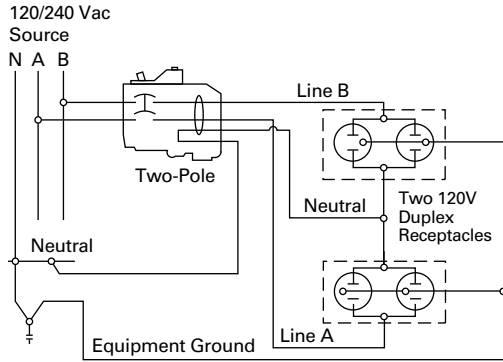 120/240 Vac
Source
N A B
Line B
Two-Pole
Neutral
Two 120V
Duplex
Receptacles
Neutral
Line A
Equipment Ground